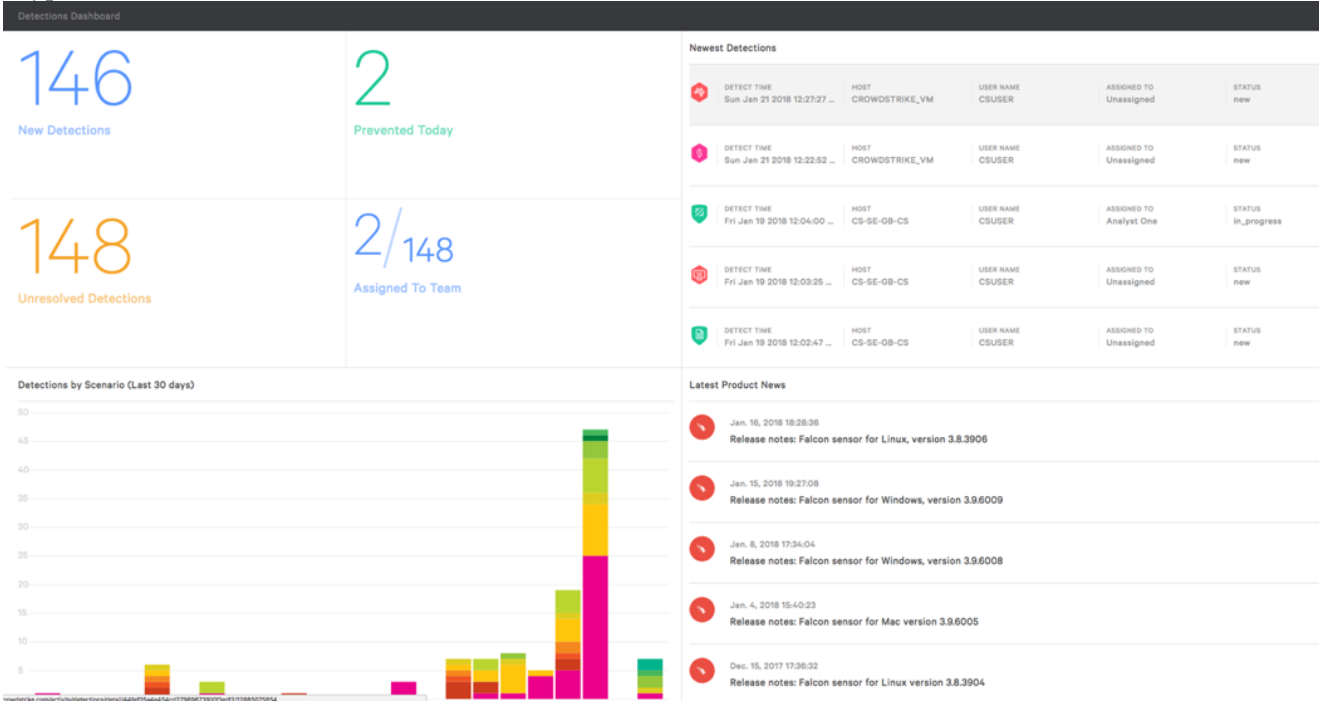 Detections Dashboard
146
New Detections
2
Prevented Today
148
Unresolved Detections
2/148
Assigned To Team
Newest Detections
DETECT TIME HOST USER NAME ASSIGNED TO STATUS
Sun Jan 21 2018 12:27:27 ... CROWDSTRIKE_VM CSUSER Unassigned new
DETECT TIME HOST USER NAME ASSIGNED TO STATUS
Sun Jan 21 2018 12:22:52 ... CROWDSTRIKE_VM CSUSER Unassigned new
DETECT TIME HOST USER NAME ASSIGNED TO STATUS
Fri Jan 19 2018 12:04:00 ... CS-SE-GB-CS CSUSER Analyst One in_progress
DETECT TIME HOST USER NAME ASSIGNED TO STATUS
Fri Jan 19 2018 12:03:25 ... CS-SE-GB-CS CSUSER Unassigned new
DETECT TIME HOST USER NAME ASSIGNED TO STATUS
Fri Jan 19 2018 12:02:47 ... CS-SE-GB-CS CSUSER Unassigned new
Detections by Scenario (Last 30 days)
50
45
40
35
30
25
20
15
10
5
Latest Product News
Jan. 16, 2018 18:28:36
Release notes: Falcon sensor for Linux, version 3.8.3906
Jan. 15, 2018 19:27:08
Release notes: Falcon sensor for Windows, version 3.9.6009
Jan. 8, 2018 17:34:04
Release notes: Falcon sensor for Windows, version 3.9.6008
Jan. 4, 2018 15:40:23
Release notes: Falcon sensor for Mac version 3.9.6005
Dec. 15, 2017 17:36:32
Release notes: Falcon sensor for Linux version 3.8.3904